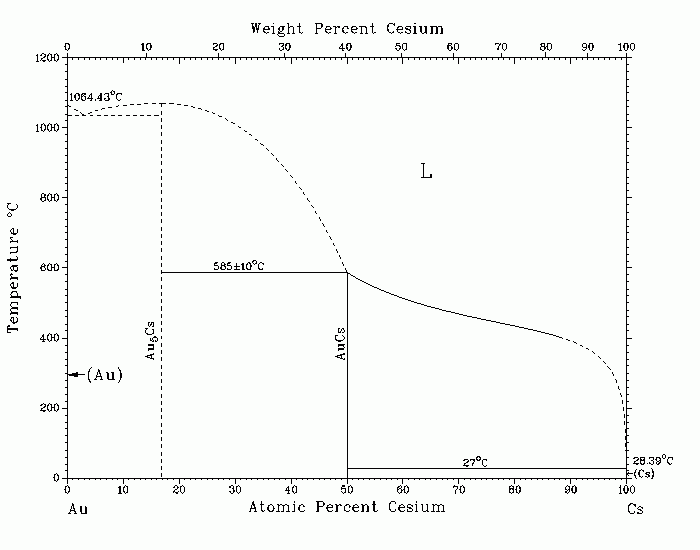 Weight Percent Cesium
0 10 20 30 40 50 60 70 80 90 100
1200
1000
800
600
400
200
0
Temperature °C
1064.43°C
L
585±10°C
Au5Cs
AuCs
(Au)
27°C
28.39°C
(Cs)
0 10 20 30 40 50 60 70 80 90 100
Au Atomic Percent Cesium Cs